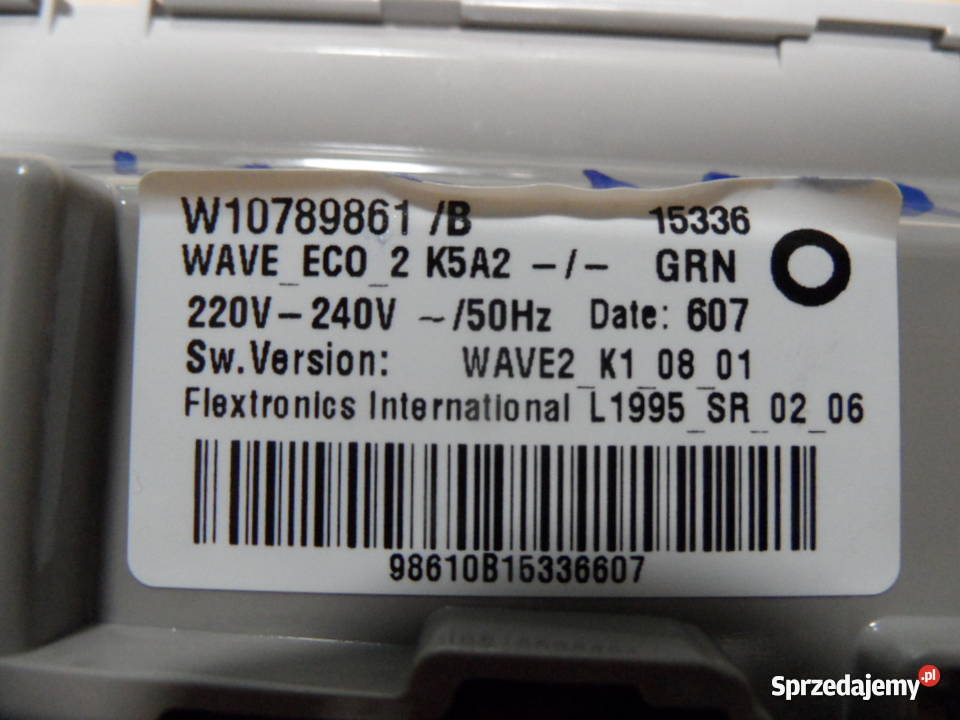 W10789861 /B 15336
WAVE_ECO_2 K5A2 -/- GRN
220V-240V ~/50Hz Date: 607
Sw.Version: WAVE2_K1_08_01
Flextronics International L1995_SR_02_06
98610B15336607
Sprzedajemy.pl